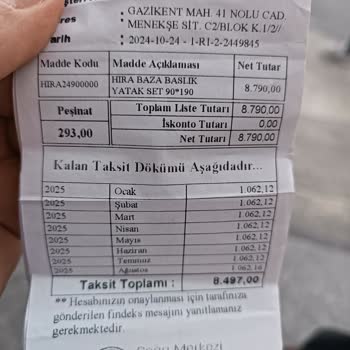 : GAZİKENT MAH. 41 NOLU CAD.
MENEKŞE SİT. C2/BLOK K.1/2//
: 2024-10-24 - 1-RI-2-2449845
Madde Kodu Madde Açıklaması Net Tutar
HIRA24900000 HIRA BAZA BASLIK YATAK SET 90*190 8.790,00
Peşinat Toplam Liste Tutarı 8.790,00
İskonto Tutarı 0.00
293,00 Net Tutarı 8.790,00
Kalan Taksit Dökümü Aşağıdadır...
2025 Ocak 1.062,12
2025 Şubat 1.062,12
2025 Mart 1.062,12
2025 Nisan 1.062,12
2025 Mayıs 1.062,12
2025 Haziran 1.062,12
2025 Temmuz 1.062,12
2025 Ağustos 1.062,16
Taksit Toplamı : 8.497,00
** Hesabınızın onaylanması için tarafınıza
gönderilen findeks mesajını yanıtlamanız
gerekmektedir.